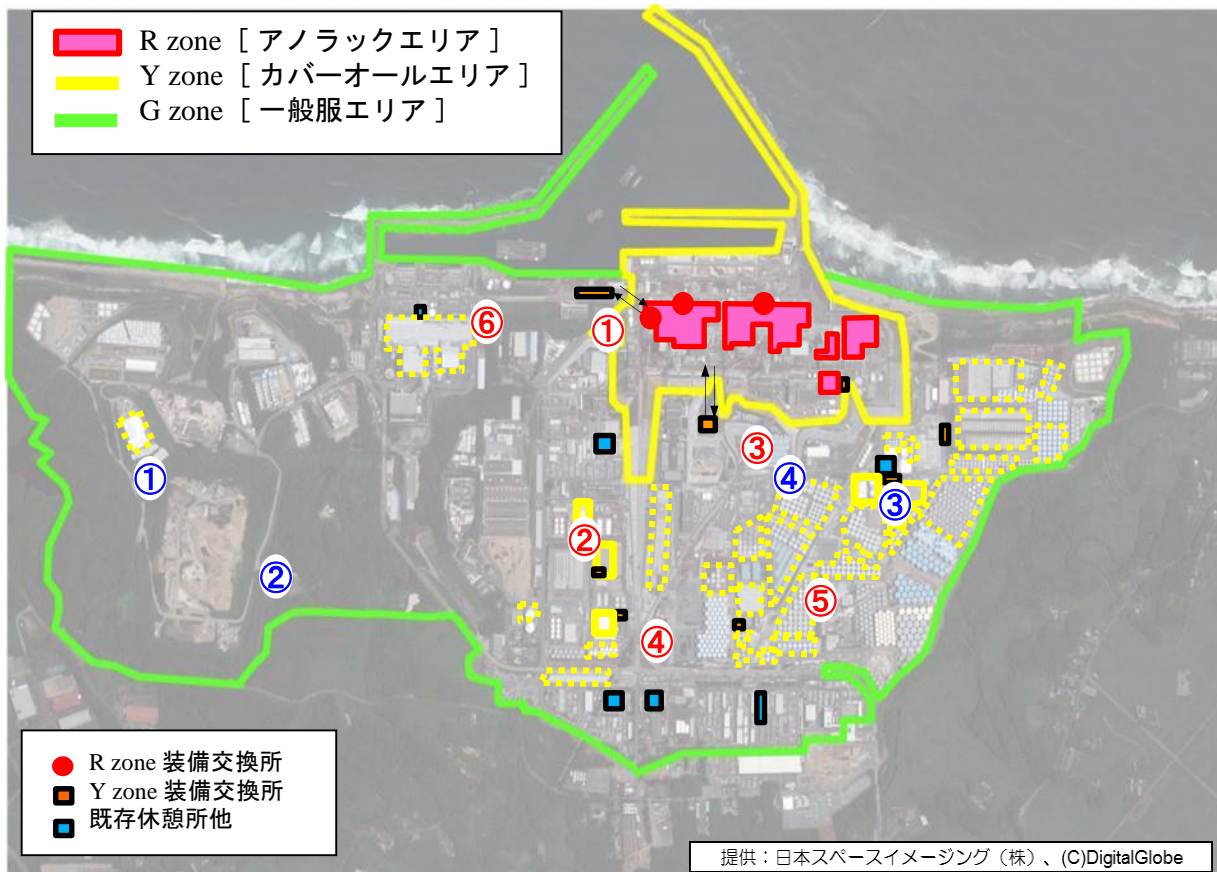 R zone [ アノラックエリア ]
Y zone [ カバーオールエリア ]
G zone [ 一般服エリア ]
⑥
①
③
④
①
③
②
②
⑤
④
R zone 装備交換所
Y zone 装備交換所
既存休憩所他
提供：日本スペースイメージング（株）、(C)DigitalGlobe